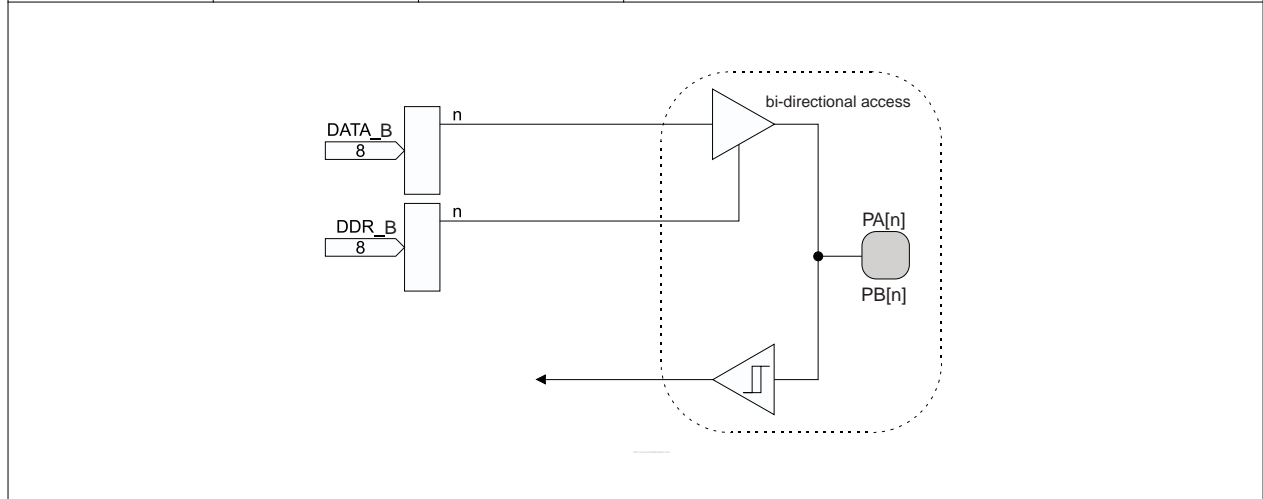 bi-directional access
n
DATA_B
8
n
DDR_B
8
PA[n]
PB[n]